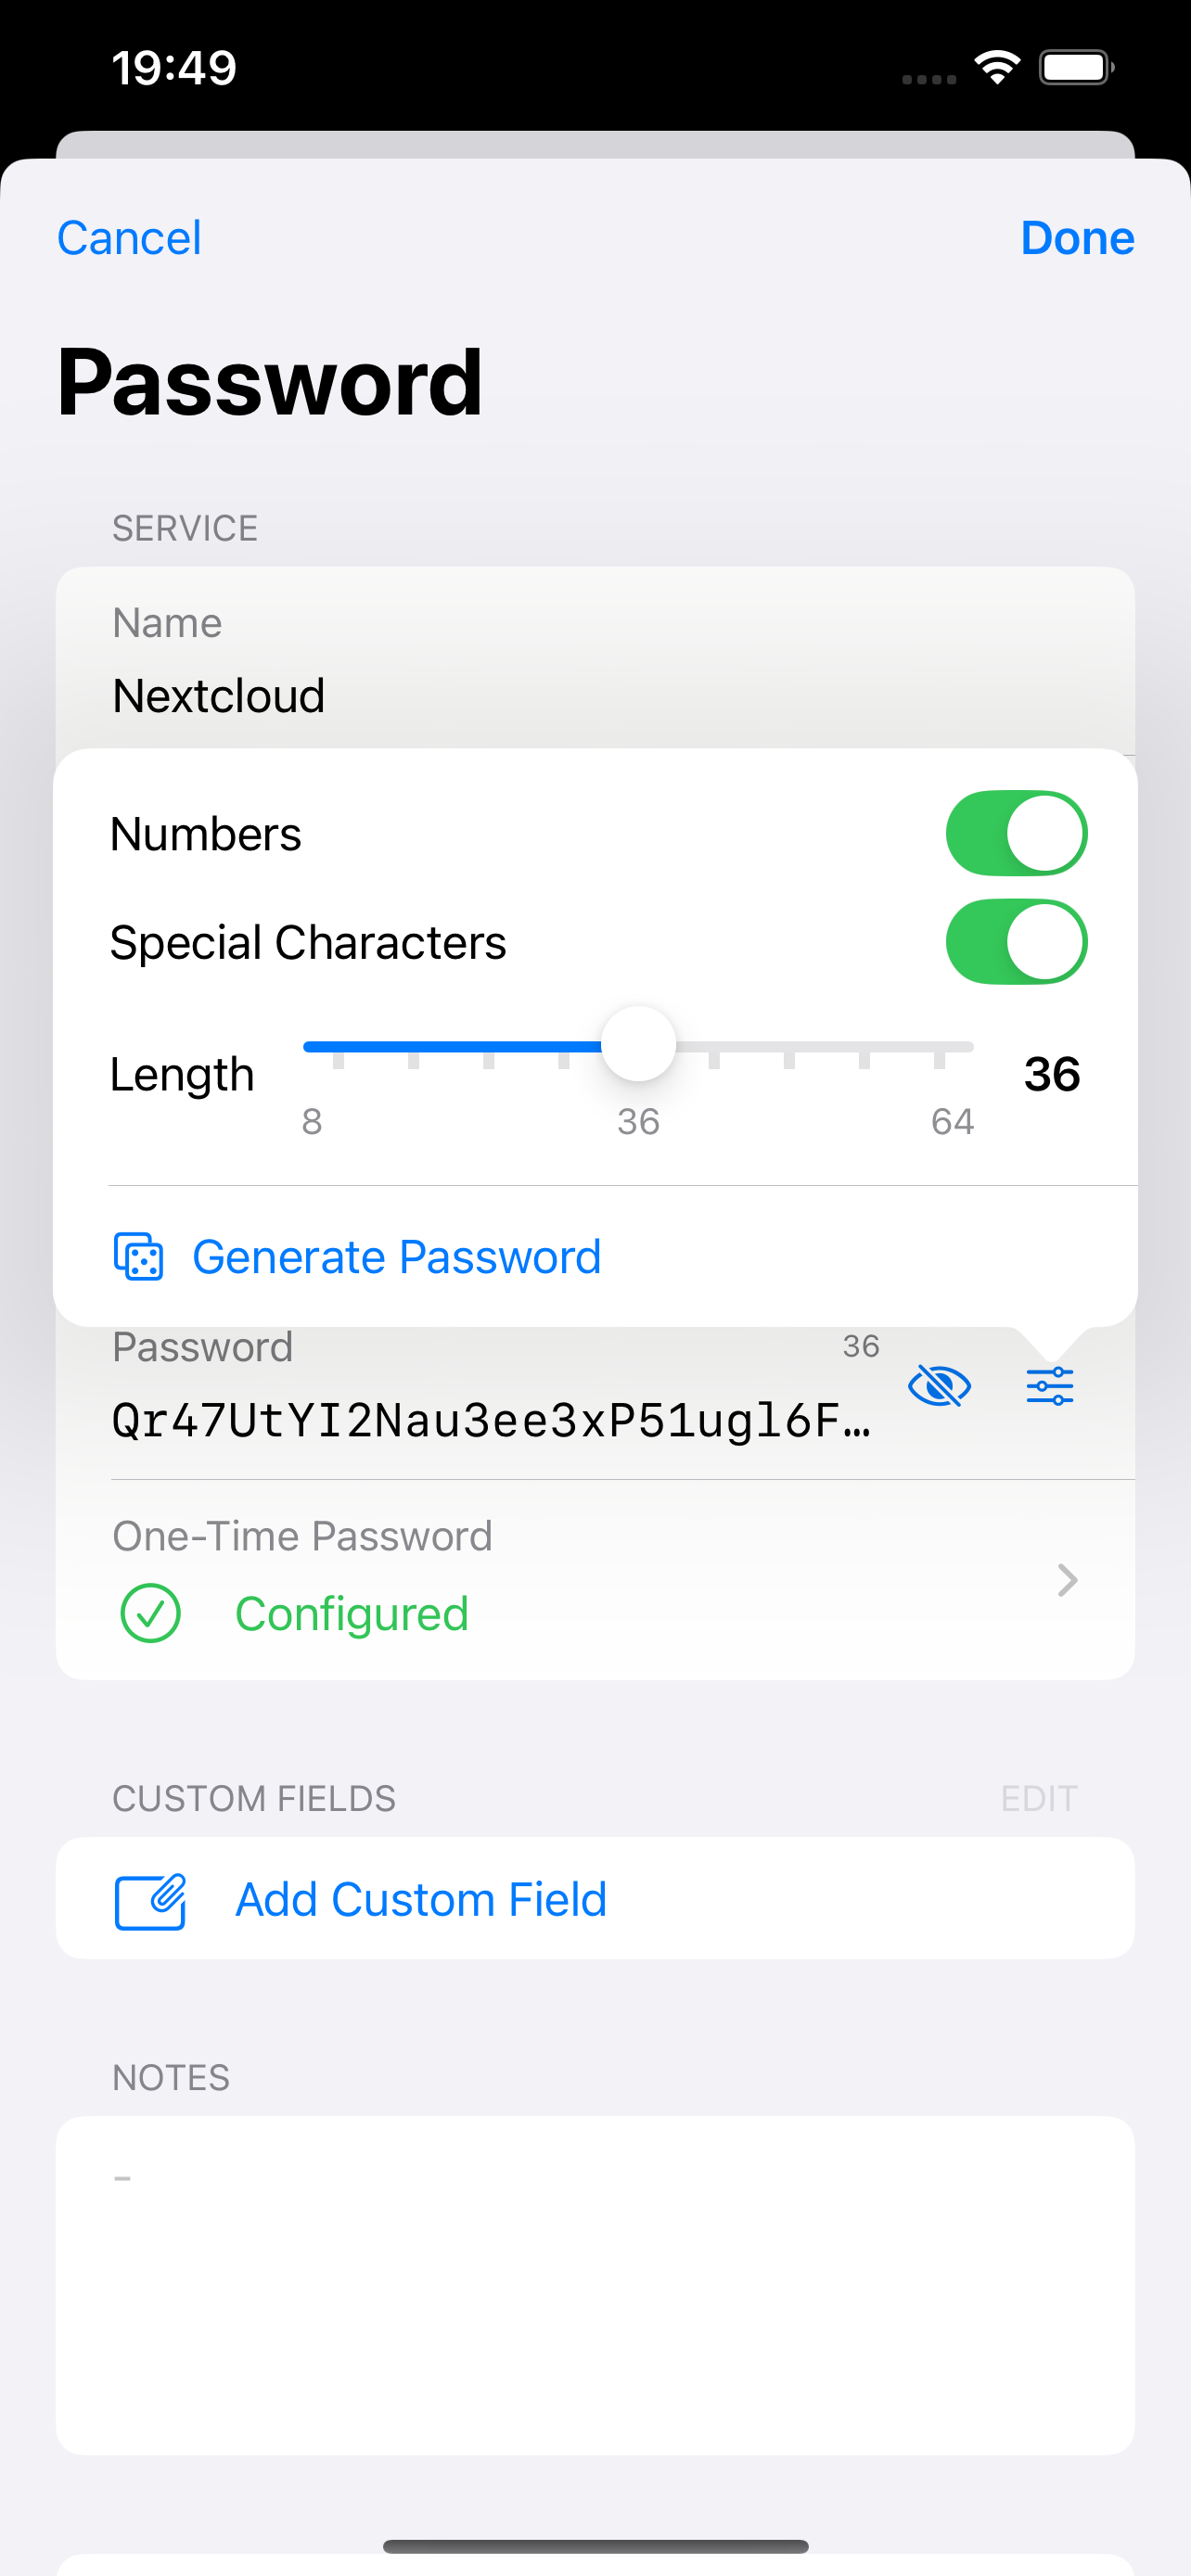 19:49
Cancel
Done
Password
SERVICE
Name
Nextcloud
Numbers
Special Characters
Length
36
8
36
64
Generate Password
Password
36
Qr47UtYI2Nau3ee3xP51ugl6F…
One-Time Password
Configured
CUSTOM FIELDS
EDIT
Add Custom Field
NOTES
-